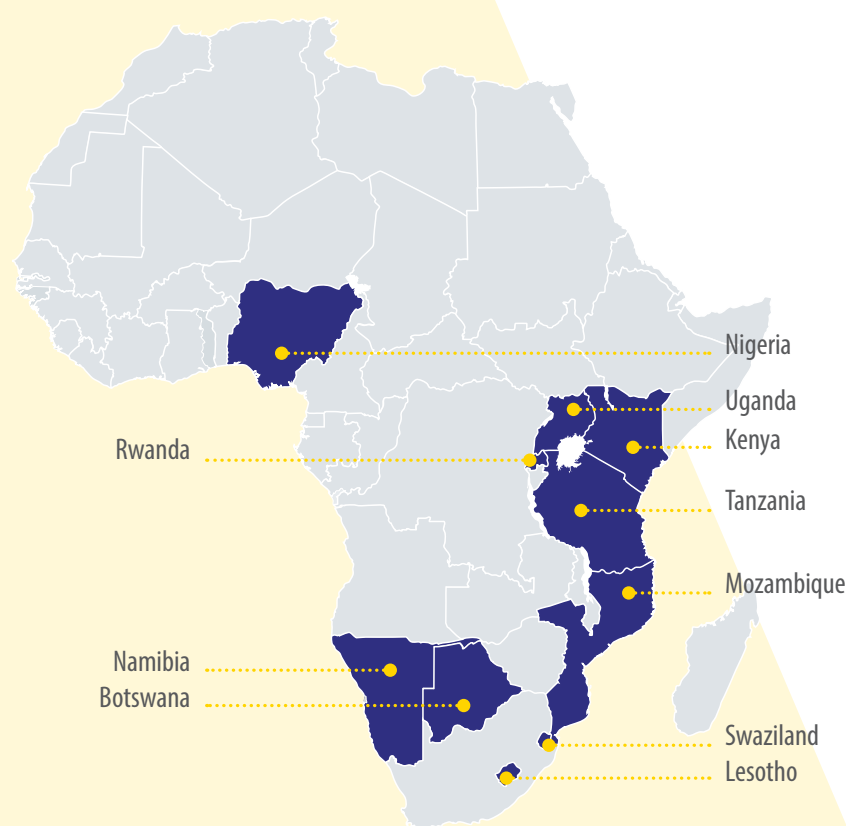 Nigeria
Uganda
Kenya
Rwanda
Tanzania
Mozambique
Namibia
Botswana
Swaziland
Lesotho